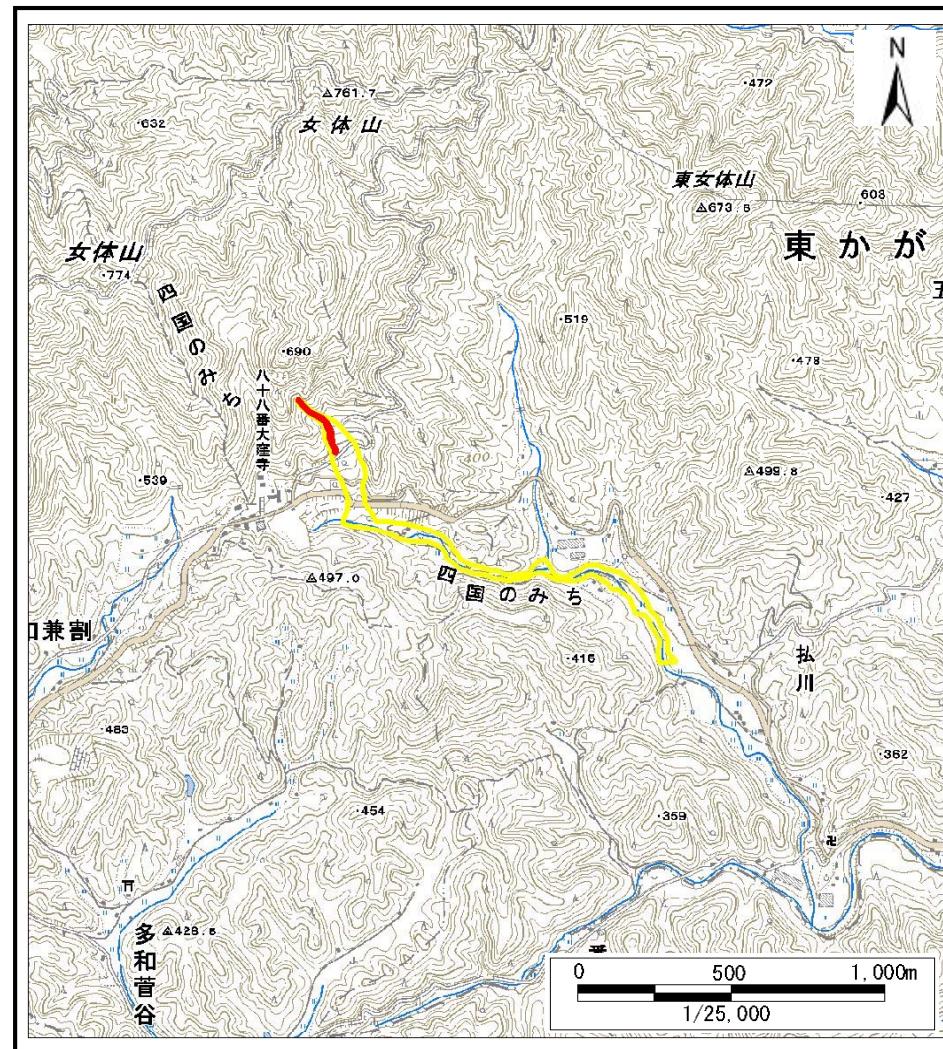 N
△761.7
女体山
・472
・632
東女体山
△673.5
・603
女体山
・774
東かが
四国のみち
・519
・690
・478
八十八番大窪寺
400
△499.8
・539
・427
△497.0
四国のみち
兼割
・415
払川
・483
・362
・454
・359
卍
△428.6
多和菅谷
0 500 1,000m
1/25,000